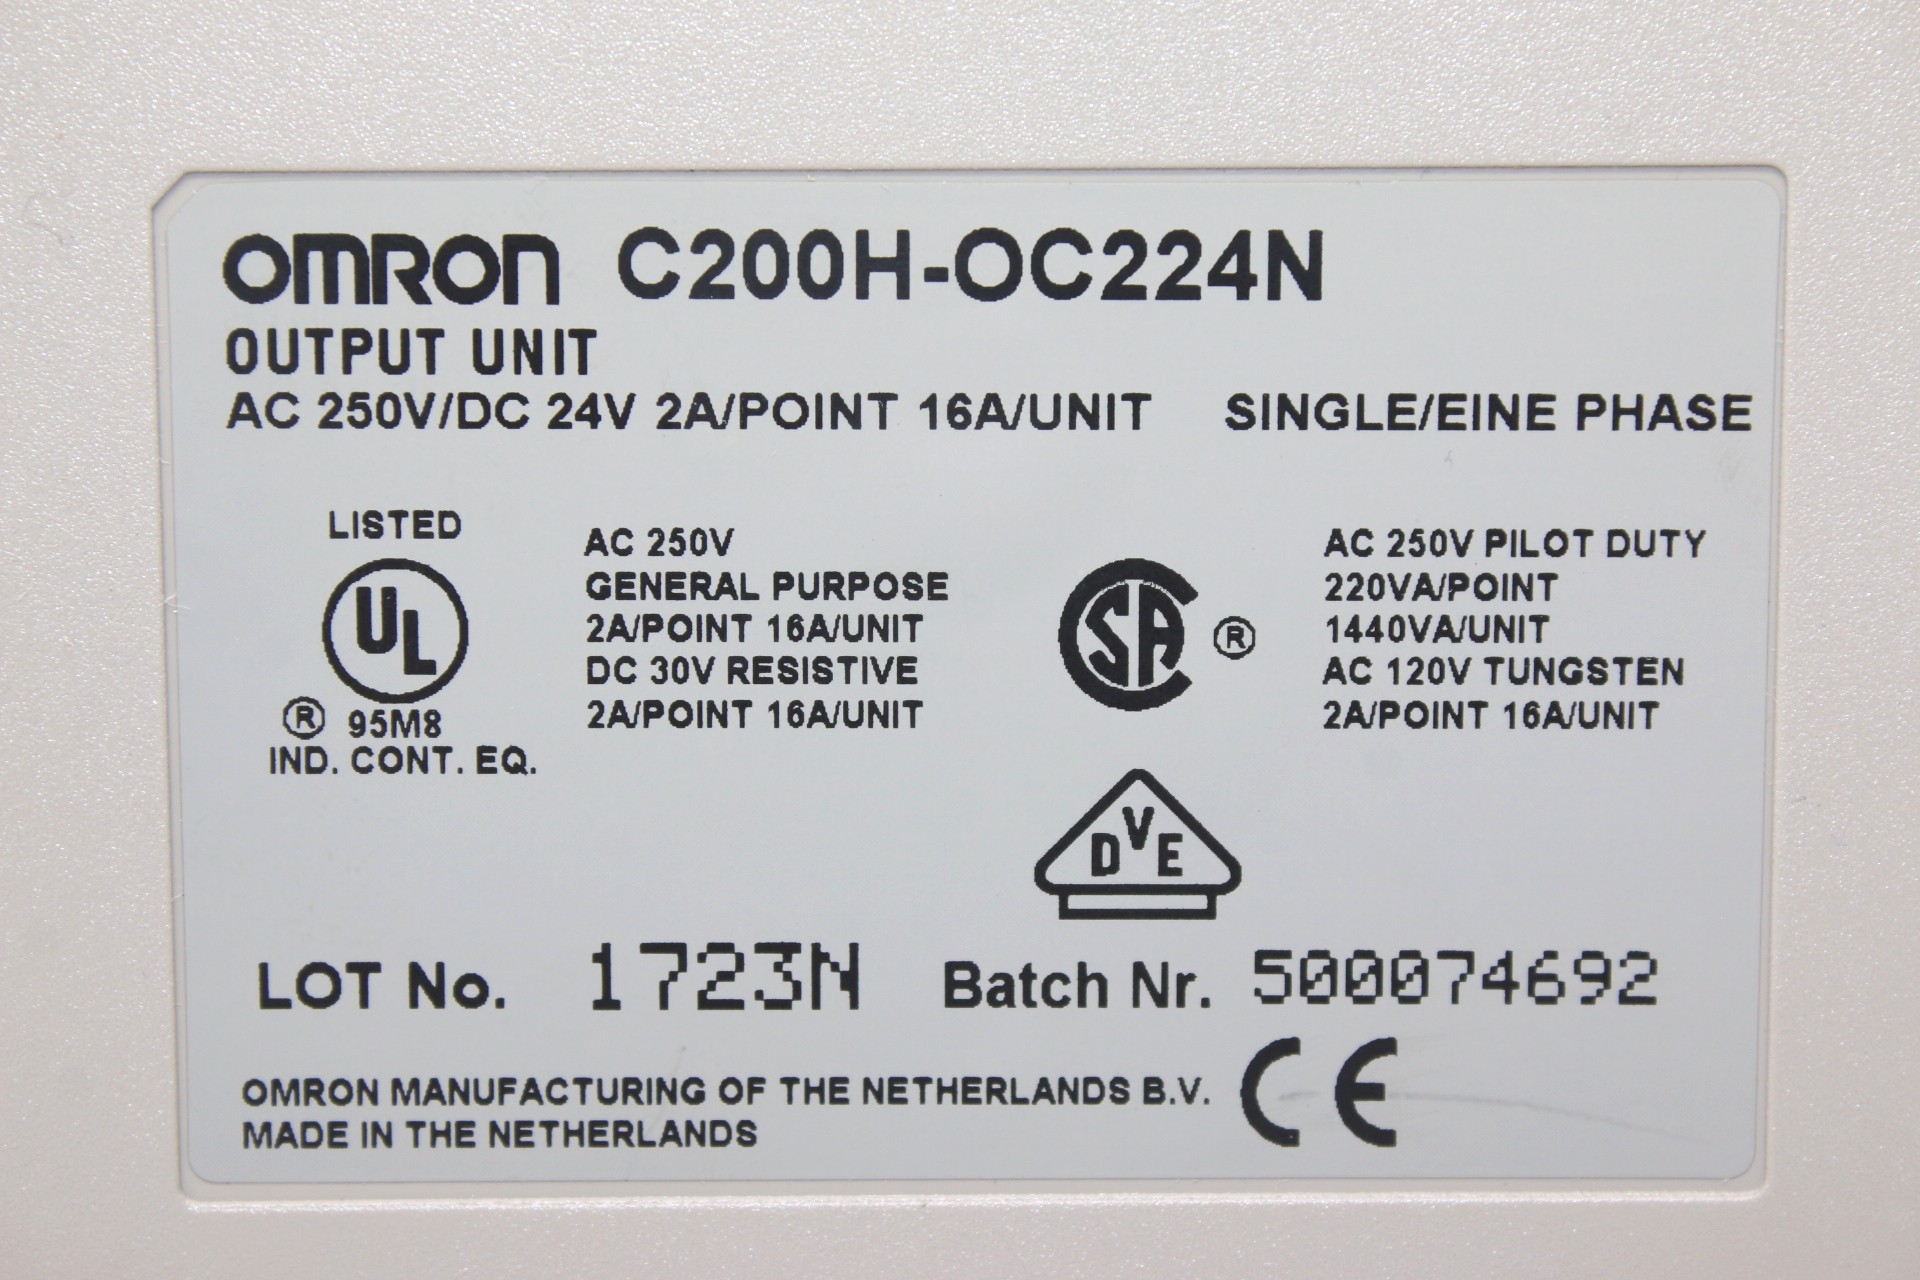 OMRON C200H-OC224N
OUTPUT UNIT
AC 250V/DC 24V 2A/POINT 16A/UNIT SINGLE/EINE PHASE
LISTED
UL
® 95M8
IND. CONT. EQ.
AC 250V
GENERAL PURPOSE
2A/POINT 16A/UNIT
DC 30V RESISTIVE
2A/POINT 16A/UNIT
CSA ®
AC 250V PILOT DUTY
220VA/POINT
1440VA/UNIT
AC 120V TUNGSTEN
2A/POINT 16A/UNIT
DVE
LOT No. 1723N Batch Nr. 500074692
OMRON MANUFACTURING OF THE NETHERLANDS B.V.
MADE IN THE NETHERLANDS
CE